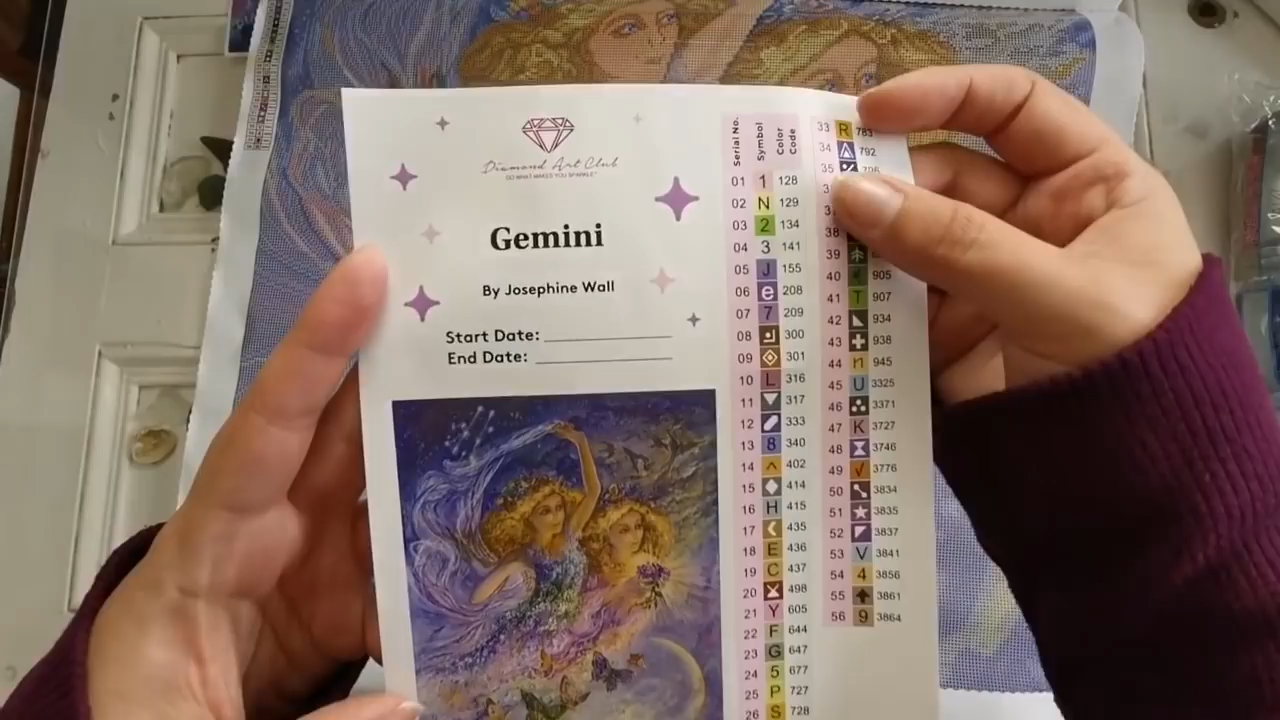 Diamond Art Club
DO WHAT MAKES YOU SPARKLE™
Gemini
By Josephine Wall
Start Date:
End Date:
Serial No. Symbol Color Code
01 1 128
02 N 129
03 2 134
04 3 141
05 J 155
06 e 208
07 7 209
08 300
09 301
10 L 316
11 317
12 333
13 8 340
14 ^ 402
15 414
16 H 415
17 435
18 E 436
19 C 437
20 498
21 Y 605
22 F 644
23 G 647
24 5 677
25 P 727
26 S 728
33 R 783
34 792
35
38
39
40 905
41 T 907
42 934
43 938
44 n 945
45 U 3325
46 3371
47 K 3727
48 3746
49 √ 3776
50 3834
51 3835
52 3837
53 V 3841
54 4 3856
55 3861
56 9 3864